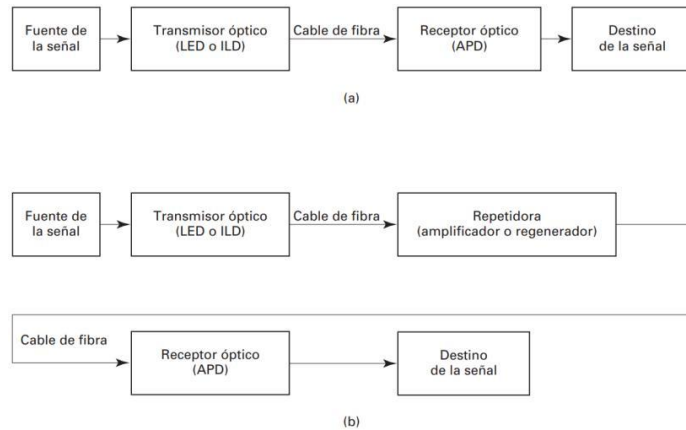 Fuente de
la señal
Transmisor óptico
(LED o ILD)
Cable de fibra
Receptor óptico
(APD)
Destino
de la señal
(a)
Fuente de
la señal
Transmisor óptico
(LED o ILD)
Cable de fibra
Repetidora
(amplificador o regenerador)
Cable de fibra
Receptor óptico
(APD)
Destino
de la señal
(b)